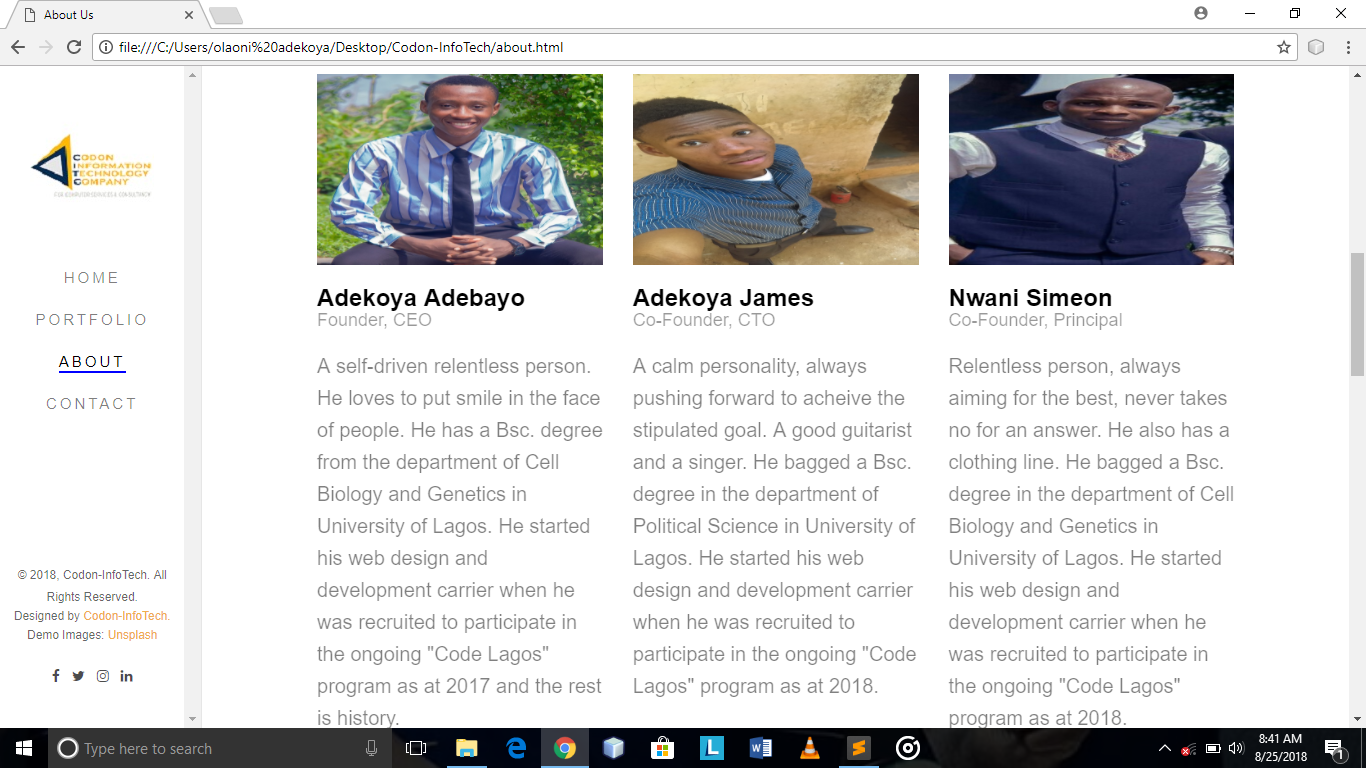 About Us
file:///C:/Users/olaoni%20adekoya/Desktop/Codon-InfoTech/about.html
CODON
INFORMATION
TECHNOLOGY
COMPANY
HOME
PORTFOLIO
ABOUT
CONTACT
© 2018, Codon-InfoTech. All
Rights Reserved.
Designed by Codon-InfoTech.
Demo Images: Unsplash
Adekoya Adebayo
Founder, CEO
A self-driven relentless person.
He loves to put smile in the face
of people. He has a Bsc. degree
from the department of Cell
Biology and Genetics in
University of Lagos. He started
his web design and
development carrier when he
was recruited to participate in
the ongoing "Code Lagos"
program as at 2017 and the rest
is history.
Adekoya James
Co-Founder, CTO
A calm personality, always
pushing forward to acheive the
stipulated goal. A good guitarist
and a singer. He bagged a Bsc.
degree in the department of
Political Science in University of
Lagos. He started his web
design and development carrier
when he was recruited to
participate in the ongoing "Code
Lagos" program as at 2018.
Nwani Simeon
Co-Founder, Principal
Relentless person, always
aiming for the best, never takes
no for an answer. He also has a
clothing line. He bagged a Bsc.
degree in the department of Cell
Biology and Genetics in
University of Lagos. He started
his web design and
development carrier when he
was recruited to participate in
the ongoing "Code Lagos"
program as at 2018.
Type here to search
8:41 AM
8/25/2018
1